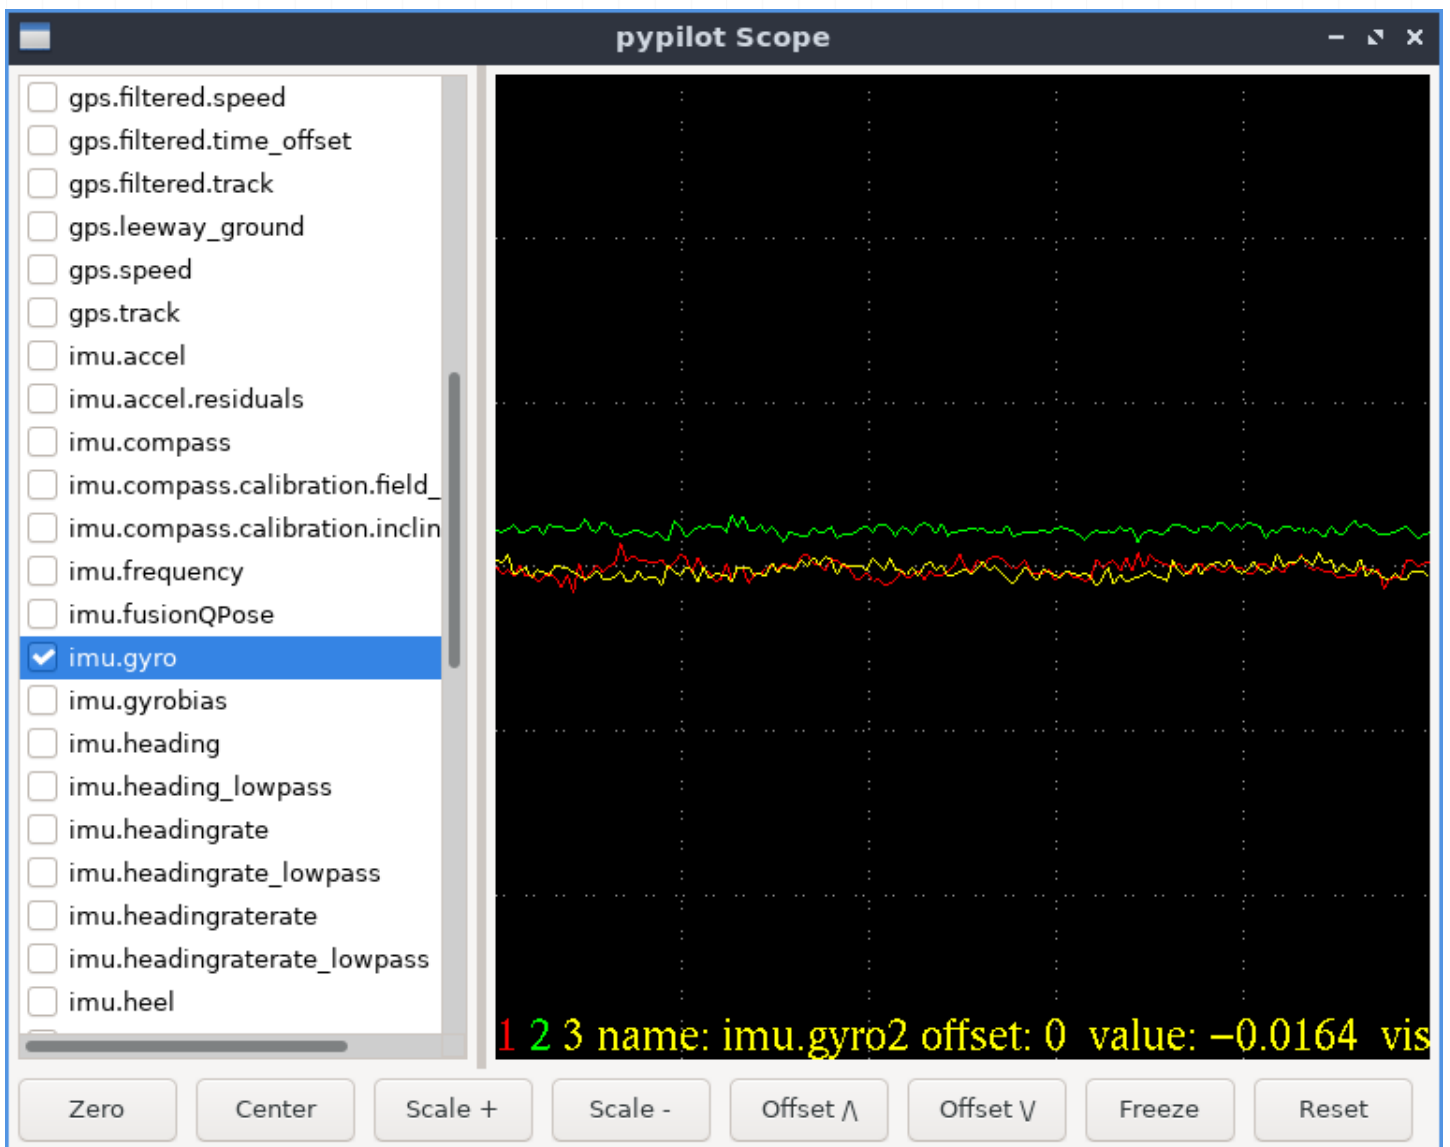 pypilot Scope
gps.filtered.speed
gps.filtered.time_offset
gps.filtered.track
gps.leeway_ground
gps.speed
gps.track
imu.accel
imu.accel.residuals
imu.compass
imu.compass.calibration.field_
imu.compass.calibration.inclin
imu.frequency
imu.fusionQPose
imu.gyro
imu.gyrobias
imu.heading
imu.heading_lowpass
imu.headingrate
imu.headingrate_lowpass
imu.headingraterate
imu.headingraterate_lowpass
imu.heel
1 2 3 name: imu.gyro2 offset: 0 value: −0.0164 vis
Zero Center Scale + Scale - Offset /\ Offset \/ Freeze Reset